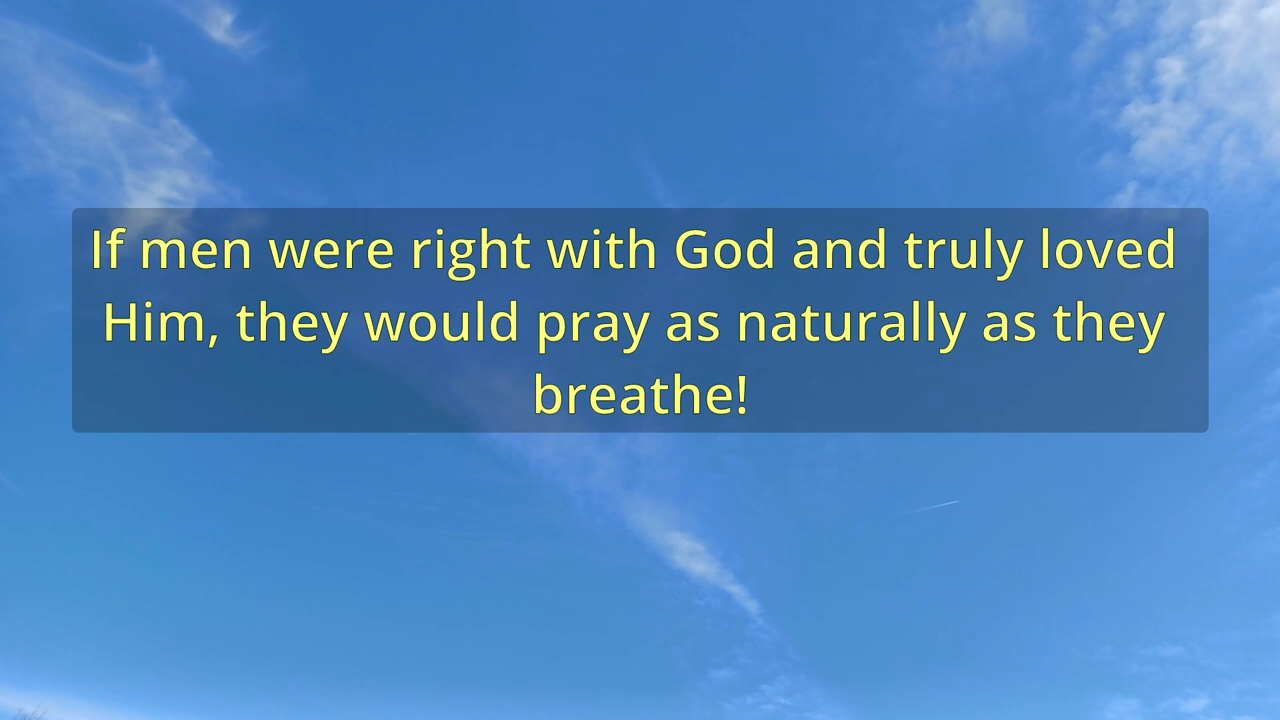 If men were right with God and truly loved
Him, they would pray as naturally as they
breathe!